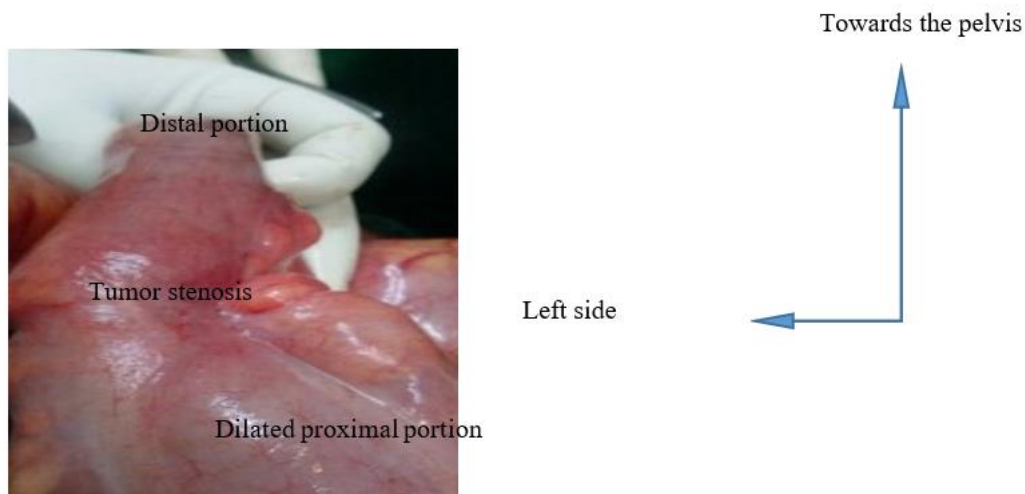 Towards the pelvis
Distal portion
Tumor stenosis
Left side
Dilated proximal portion